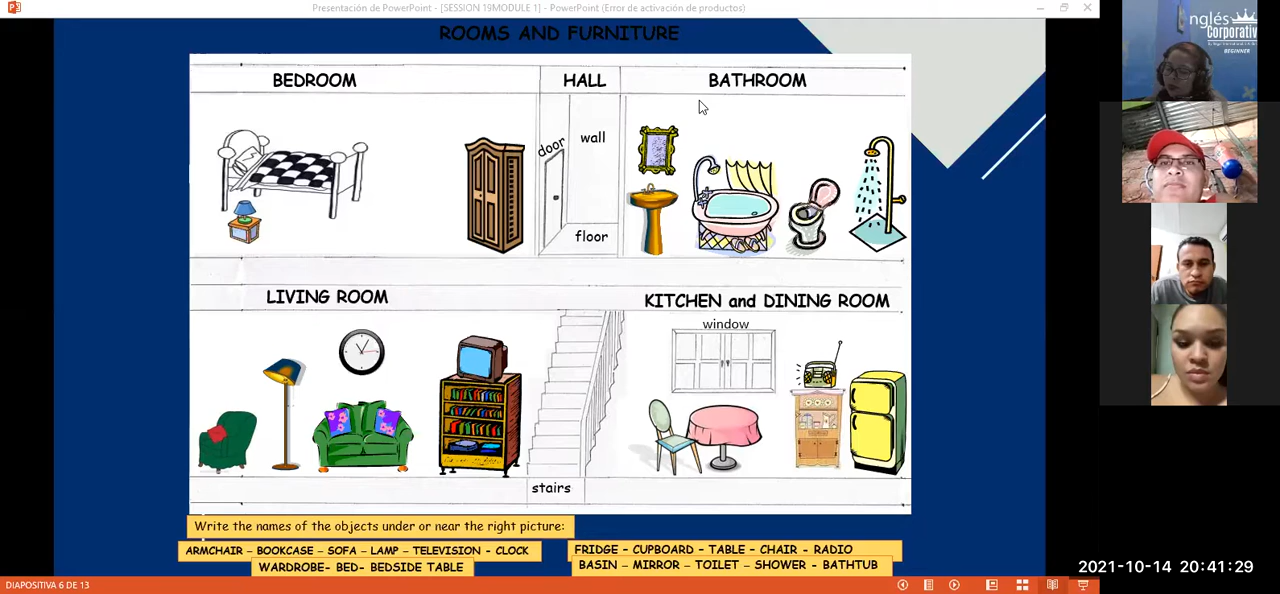 Presentación de PowerPoint - [SESSION 19MODULE 1] - PowerPoint (Error de activación de productos)
nglés
Corporativ
BEGINNER
ROOMS AND FURNITURE
BEDROOM
HALL
BATHROOM
door
wall
floor
LIVING ROOM
KITCHEN and DINING ROOM
window
stairs
Write the names of the objects under or near the right picture:
ARMCHAIR – BOOKCASE – SOFA – LAMP – TELEVISION - CLOCK
WARDROBE- BED- BEDSIDE TABLE
FRIDGE - CUPBOARD - TABLE - CHAIR - RADIO
BASIN – MIRROR – TOILET – SHOWER - BATHTUB
2021-10-14 20:41:29
DIAPOSITIVA 6 DE 13